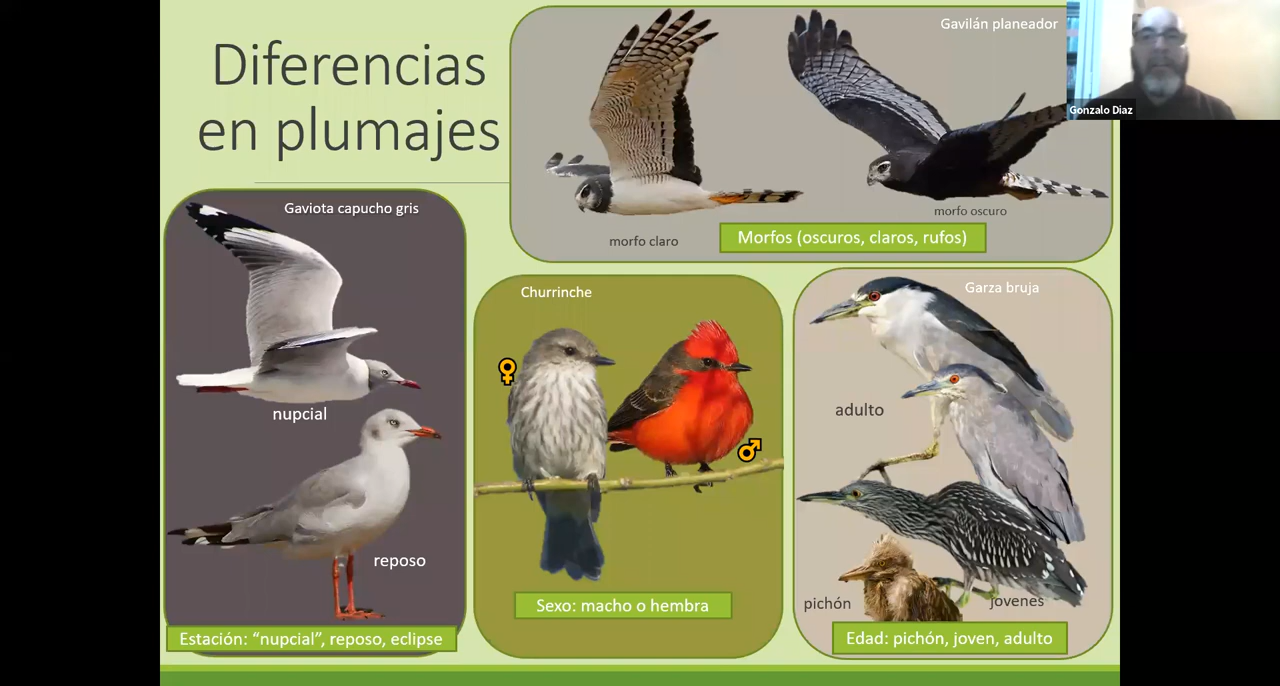 Diferencias
en plumajes
Gavilán planeador
Gonzalo Diaz
morfo claro
morfo oscuro
Morfos (oscuros, claros, rufos)
Gaviota capucho gris
nupcial
reposo
Estación: “nupcial”, reposo, eclipse
Churrinche
Sexo: macho o hembra
Garza bruja
adulto
pichón
jovenes
Edad: pichón, joven, adulto